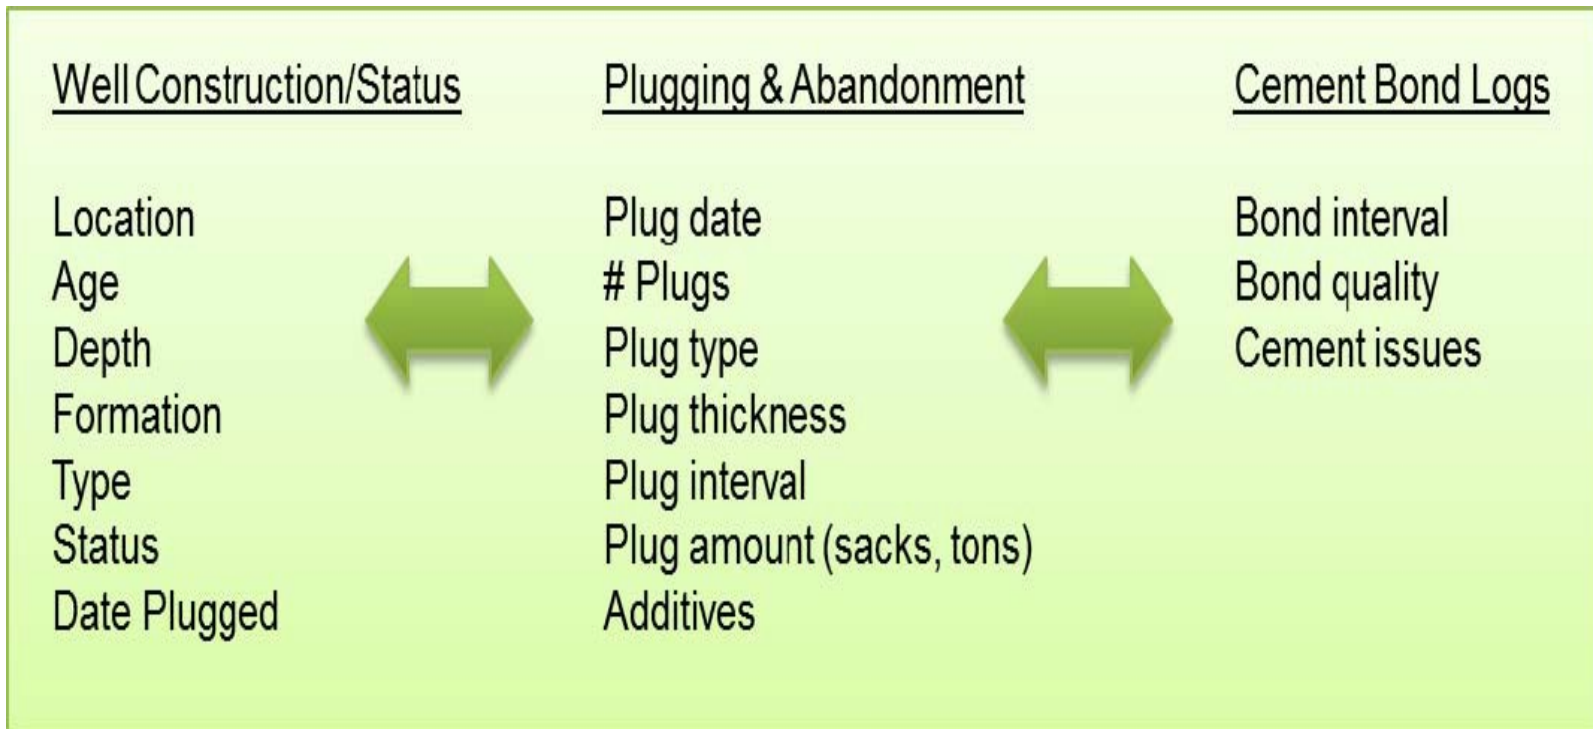 Well Construction/Status
Location
Age
Depth
Formation
Type
Status
Date Plugged
Plugging & Abandonment
Plug date
# Plugs
Plug type
Plug thickness
Plug interval
Plug amount (sacks, tons)
Additives
Cement Bond Logs
Bond interval
Bond quality
Cement issues